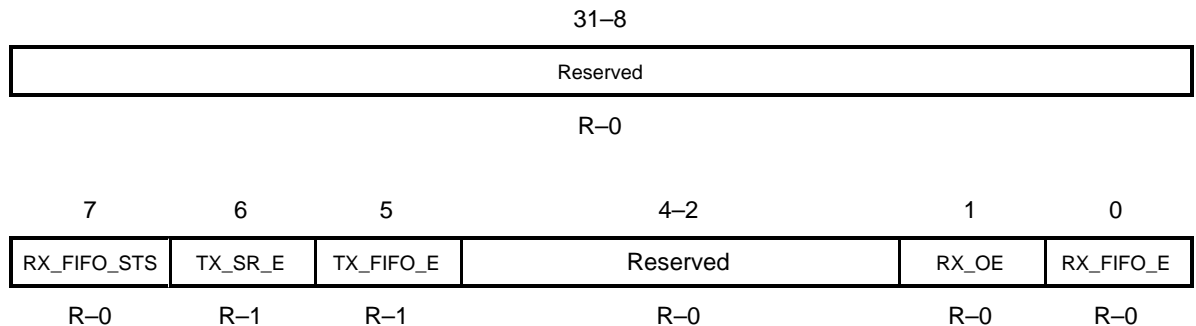 31–8
Reserved
R–0
7 6 5 4–2 1 0
RX_FIFO_STS TX_SR_E TX_FIFO_E Reserved RX_OE RX_FIFO_E
R–0 R–1 R–1 R–0 R–0 R–0